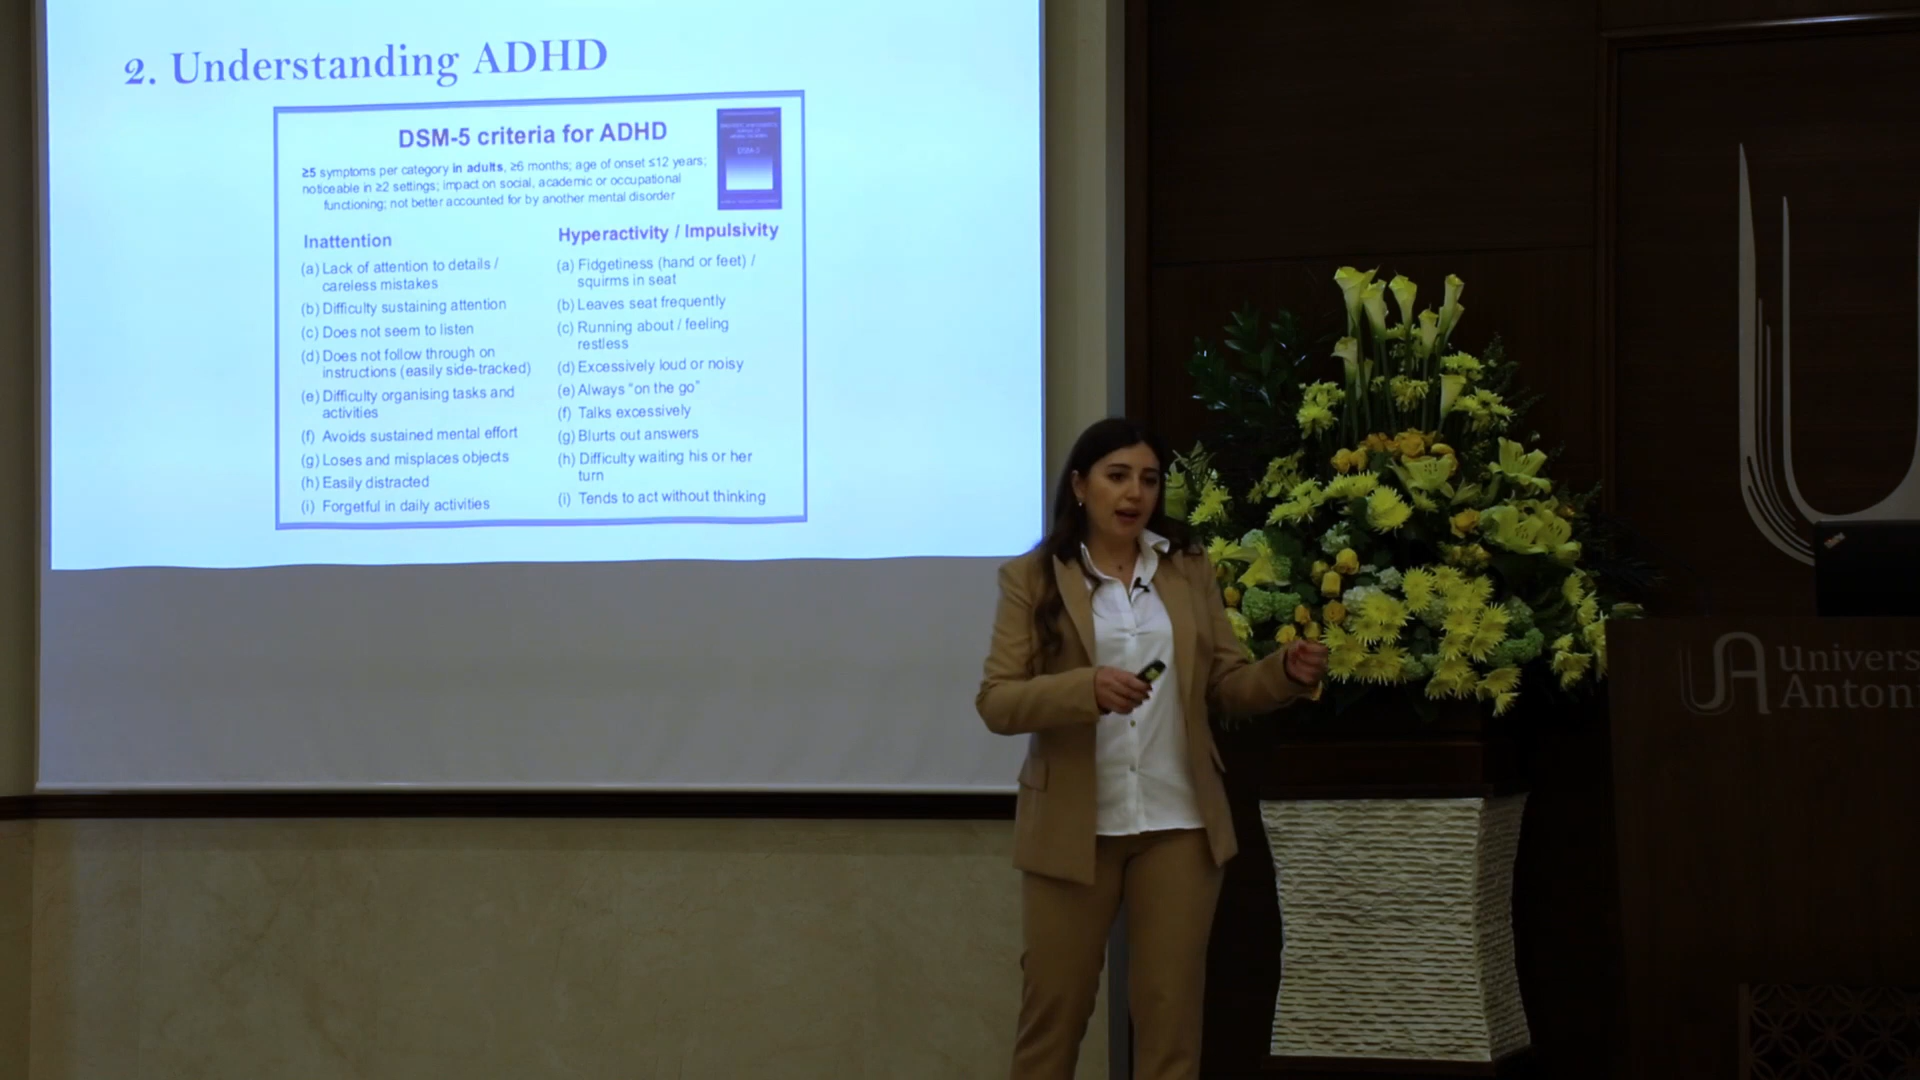 2. Understanding ADHD
DSM-5 criteria for ADHD
≥5 symptoms per category in adults, ≥6 months; age of onset ≤12 years;
noticeable in ≥2 settings; impact on social, academic or occupational
functioning; not better accounted for by another mental disorder
Inattention
(a) Lack of attention to details /
careless mistakes
(b) Difficulty sustaining attention
(c) Does not seem to listen
(d) Does not follow through on
instructions (easily side-tracked)
(e) Difficulty organising tasks and
activities
(f) Avoids sustained mental effort
(g) Loses and misplaces objects
(h) Easily distracted
(i) Forgetful in daily activities
Hyperactivity / Impulsivity
(a) Fidgetiness (hand or feet) /
squirms in seat
(b) Leaves seat frequently
(c) Running about / feeling
restless
(d) Excessively loud or noisy
(e) Always "on the go"
(f) Talks excessively
(g) Blurts out answers
(h) Difficulty waiting his or her
turn
(i) Tends to act without thinking
DSM-5
UA
Univers
Anton